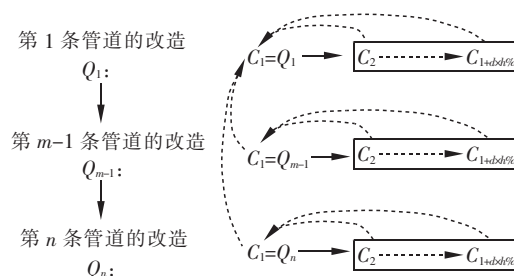 第 1 条管道的改造
Q₁:
C₁=Q₁
C₂
C₁₊d×h%
第 m−1 条管道的改造
Qₘ₋₁:
C₁=Qₘ₋₁
C₂
C₁₊d×h%
第 n 条管道的改造
Qₙ:
C₁=Qₙ
C₂
C₁₊d×h%